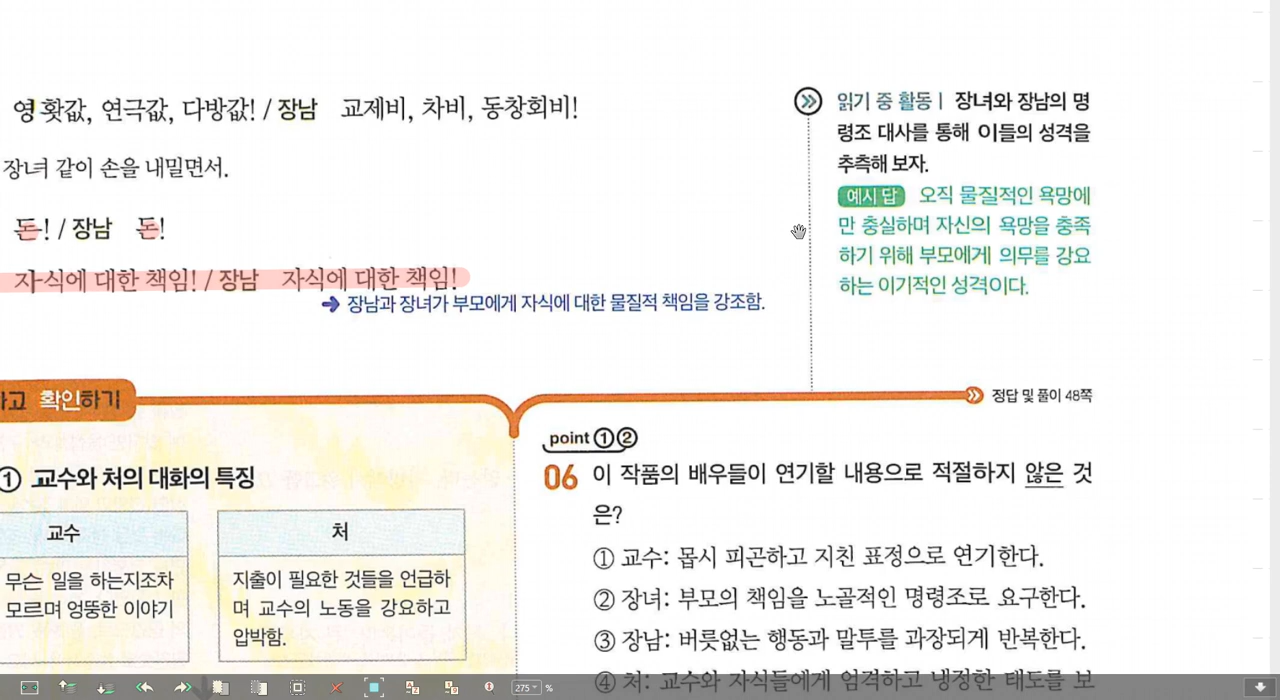 영홧값, 연극값, 다방값! / 장남 교제비, 차비, 동창회비!
장녀 같이 손을 내밀면서.
돈! / 장남 돈!
자식에 대한 책임! / 장남 자식에 대한 책임!
➔ 장남과 장녀가 부모에게 자식에 대한 물질적 책임을 강조함.
읽기 중 활동 | 장녀와 장남의 명
령조 대사를 통해 이들의 성격을
추측해 보자.
예시 답 오직 물질적인 욕망에
만 충실하며 자신의 욕망을 충족
하기 위해 부모에게 의무를 강요
하는 이기적인 성격이다.
하고 확인하기
정답 및 풀이 48쪽
① 교수와 처의 대화의 특징
교수
무슨 일을 하는지조차
모르며 엉뚱한 이야기
처
지출이 필요한 것들을 언급하
며 교수의 노동을 강요하고
압박함.
point ① ②
06 이 작품의 배우들이 연기할 내용으로 적절하지 않은 것
은?
① 교수: 몹시 피곤하고 지친 표정으로 연기한다.
② 장녀: 부모의 책임을 노골적인 명령조로 요구한다.
③ 장남: 버릇없는 행동과 말투를 과장되게 반복한다.
④ 처: 교수와 자식들에게 엄격하고 냉정한 태도를 보
275 %